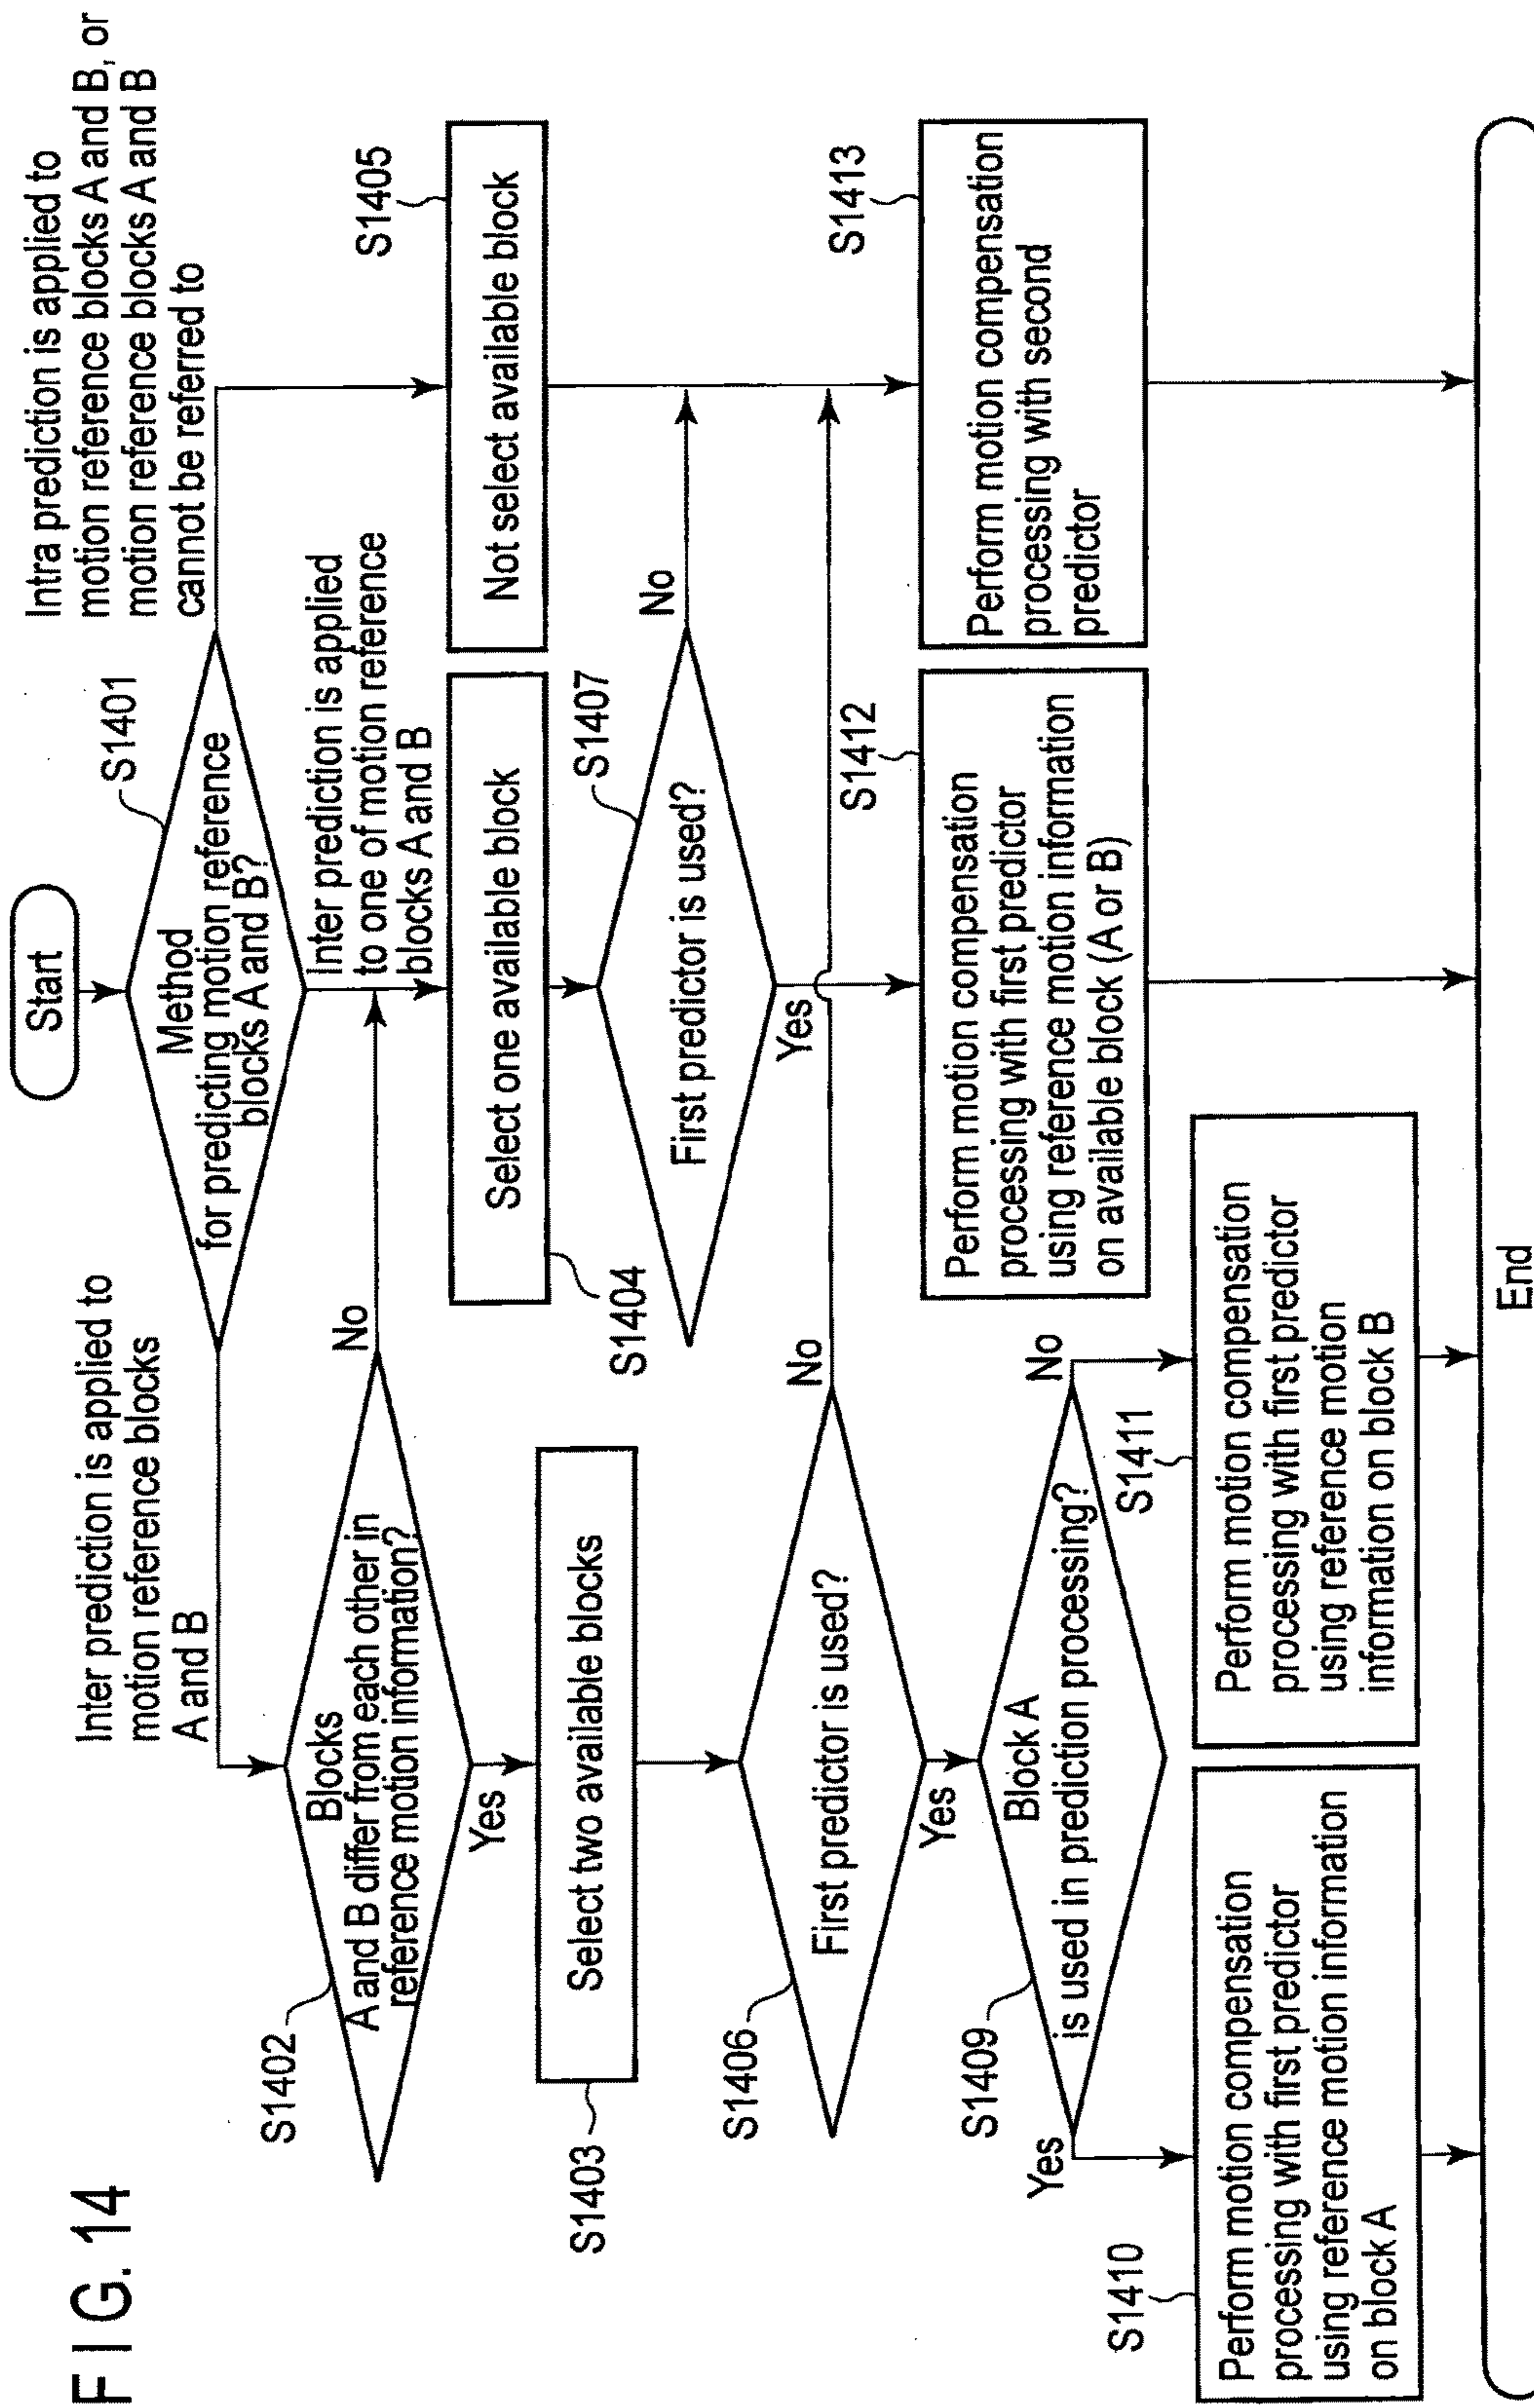 FIG. 14
Start
S1401
Method
for predicting motion reference
blocks A and B?
Inter prediction is applied to
motion reference blocks
A and B
Inter prediction is applied
to one of motion reference
blocks A and B
Intra prediction is applied to
motion reference blocks A and B, or
motion reference blocks A and B
cannot be referred to
S1402
Blocks
A and B differ from each other in
reference motion information?
No
Yes
S1403
Select two available blocks
S1404
Select one available block
S1405
Not select available block
S1406
First predictor is used?
No
Yes
S1407
First predictor is used?
No
Yes
S1409
Block A
is used in prediction processing?
Yes
No
S1410
Perform motion compensation
processing with first predictor
using reference motion information
on block A
S1411
Perform motion compensation
processing with first predictor
using reference motion
information on block B
S1412
Perform motion compensation
processing with first predictor
using reference motion information
on available block (A or B)
S1413
Perform motion compensation
processing with second
predictor
End